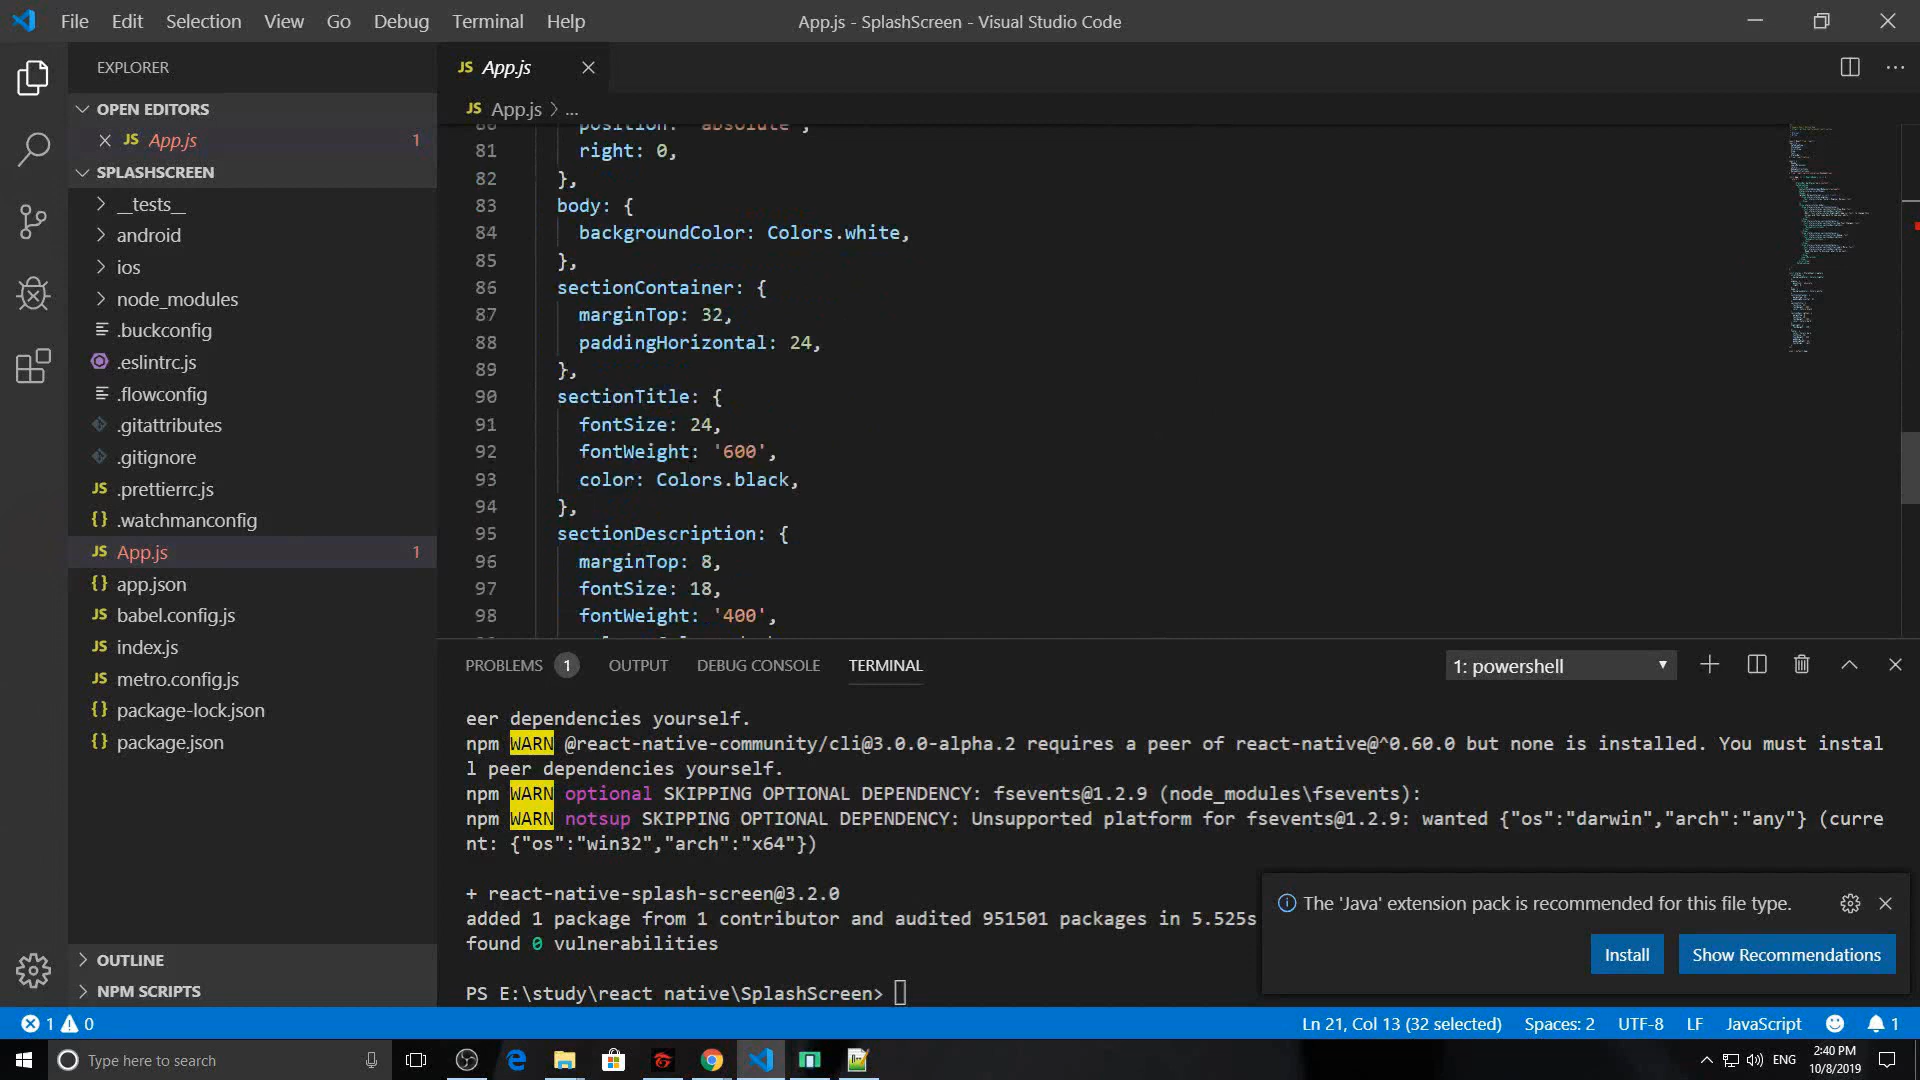 File Edit Selection View Go Debug Terminal Help
App.js - SplashScreen - Visual Studio Code
EXPLORER
OPEN EDITORS
JS App.js 1
SPLASHSCREEN
__tests__
android
ios
node_modules
.buckconfig
.eslintrc.js
.flowconfig
.gitattributes
.gitignore
JS .prettierrc.js
{} .watchmanconfig
JS App.js 1
{} app.json
JS babel.config.js
JS index.js
JS metro.config.js
{} package-lock.json
{} package.json
OUTLINE
NPM SCRIPTS
JS App.js
JS App.js > ...
80 position: 'absolute',
81 right: 0,
82 },
83 body: {
84 backgroundColor: Colors.white,
85 },
86 sectionContainer: {
87 marginTop: 32,
88 paddingHorizontal: 24,
89 },
90 sectionTitle: {
91 fontSize: 24,
92 fontWeight: '600',
93 color: Colors.black,
94 },
95 sectionDescription: {
96 marginTop: 8,
97 fontSize: 18,
98 fontWeight: '400',
PROBLEMS 1 OUTPUT DEBUG CONSOLE TERMINAL
1: powershell
eer dependencies yourself.
npm WARN @react-native-community/cli@3.0.0-alpha.2 requires a peer of react-native@^0.60.0 but none is installed. You must instal
l peer dependencies yourself.
npm WARN optional SKIPPING OPTIONAL DEPENDENCY: fsevents@1.2.9 (node_modules\fsevents):
npm WARN notsup SKIPPING OPTIONAL DEPENDENCY: Unsupported platform for fsevents@1.2.9: wanted {"os":"darwin","arch":"any"} (curre
nt: {"os":"win32","arch":"x64"})
+ react-native-splash-screen@3.2.0
added 1 package from 1 contributor and audited 951501 packages in 5.525s
found 0 vulnerabilities
PS E:\study\react native\SplashScreen>
The 'Java' extension pack is recommended for this file type.
Install
Show Recommendations
1 0
Ln 21, Col 13 (32 selected) Spaces: 2 UTF-8 LF JavaScript 1
Type here to search
ENG
2:40 PM
10/8/2019